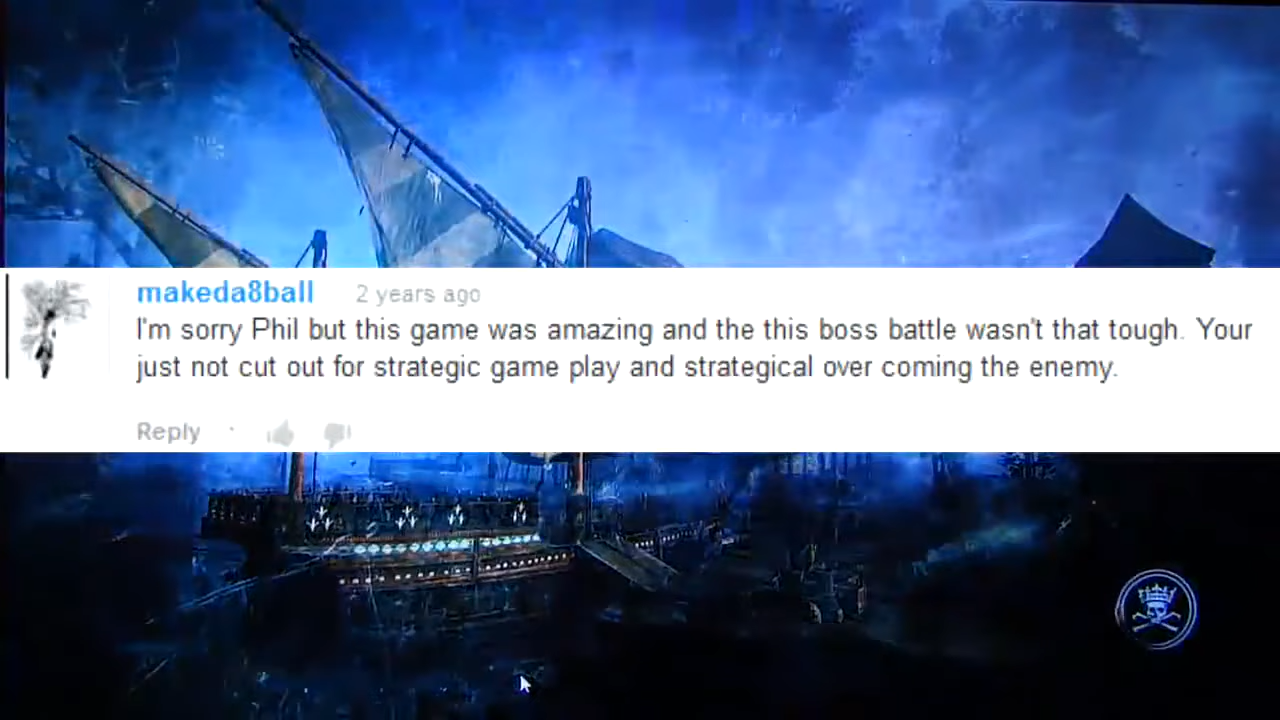 makeda8ball 2 years ago
I'm sorry Phil but this game was amazing and the this boss battle wasn't that tough. Your
just not cut out for strategic game play and strategical over coming the enemy.
Reply ·